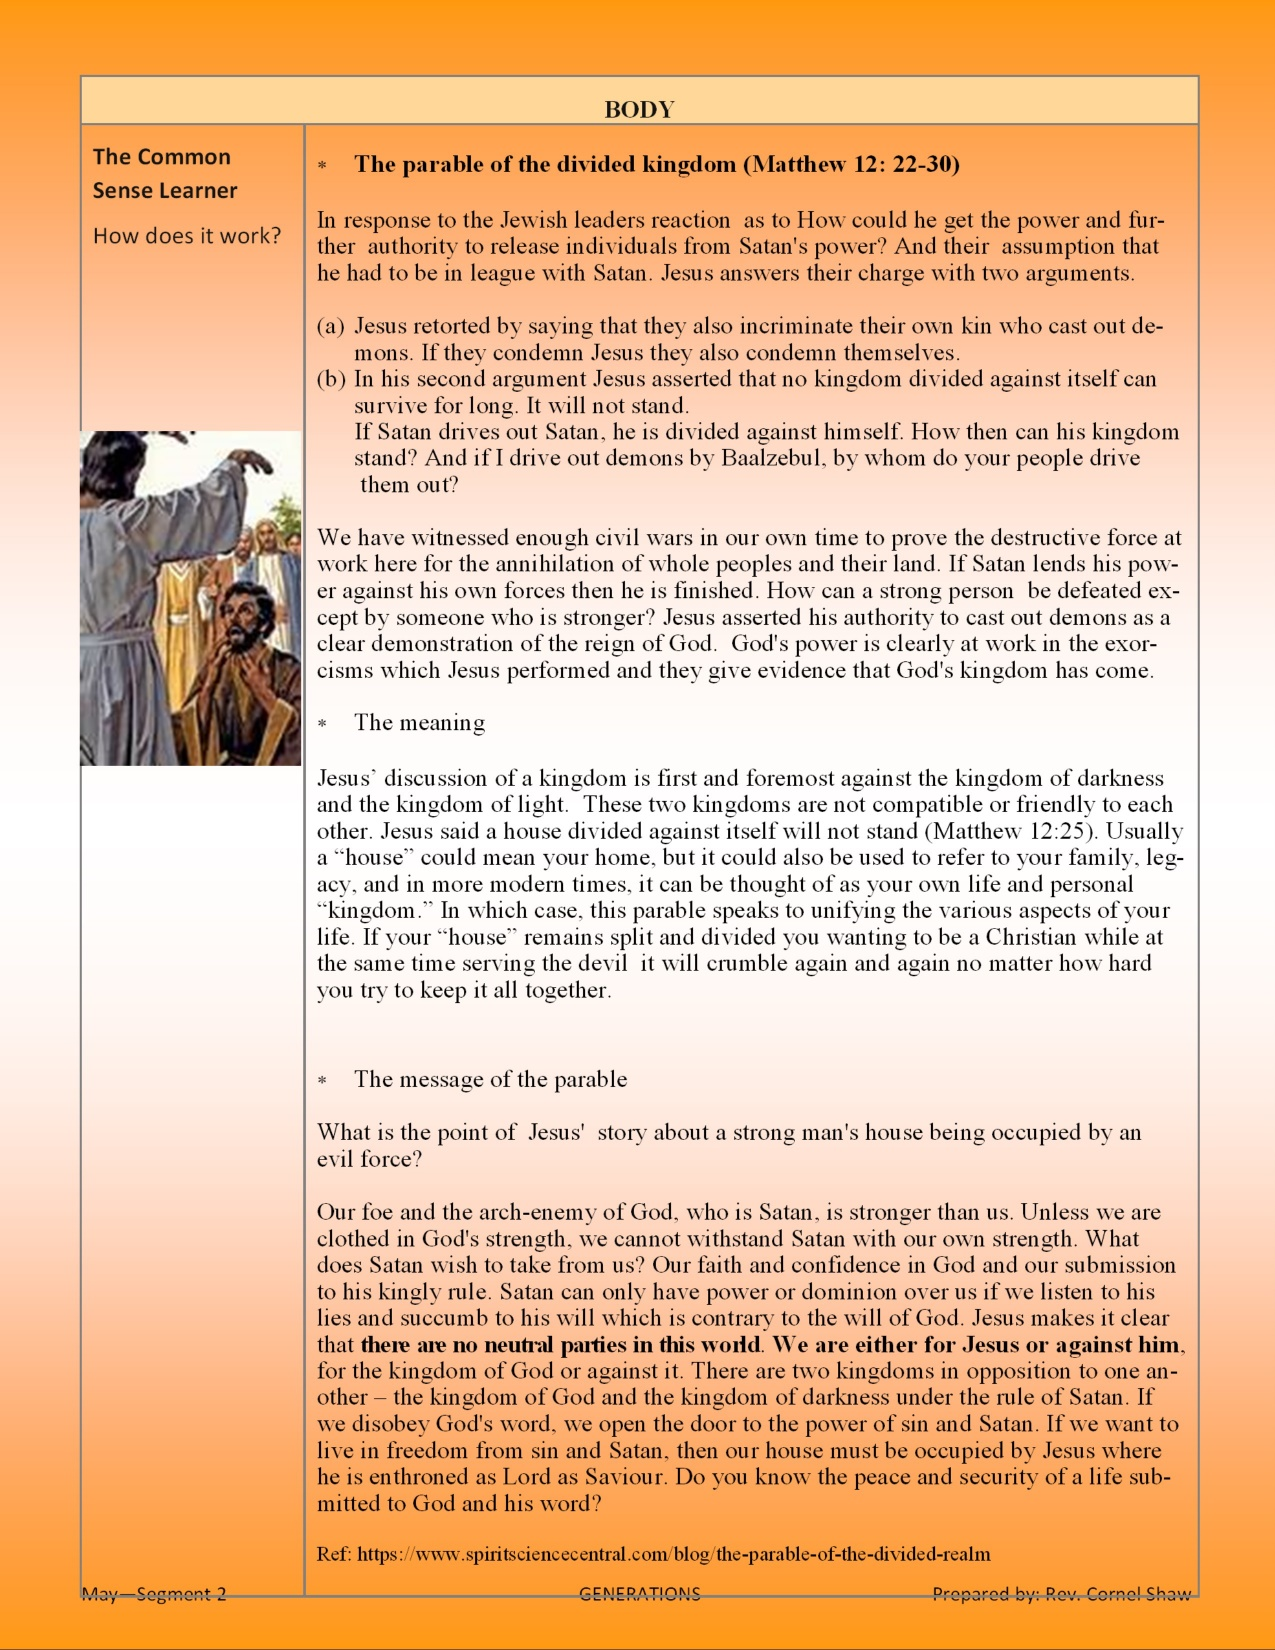 BODY
The Common
Sense Learner
How does it work?
* The parable of the divided kingdom (Matthew 12: 22-30)
In response to the Jewish leaders reaction as to How could he get the power and fur-
ther authority to release individuals from Satan's power? And their assumption that
he had to be in league with Satan. Jesus answers their charge with two arguments.
(a) Jesus retorted by saying that they also incriminate their own kin who cast out de-
mons. If they condemn Jesus they also condemn themselves.
(b) In his second argument Jesus asserted that no kingdom divided against itself can
survive for long. It will not stand.
If Satan drives out Satan, he is divided against himself. How then can his kingdom
stand? And if I drive out demons by Baalzebul, by whom do your people drive
them out?
We have witnessed enough civil wars in our own time to prove the destructive force at
work here for the annihilation of whole peoples and their land. If Satan lends his pow-
er against his own forces then he is finished. How can a strong person be defeated ex-
cept by someone who is stronger? Jesus asserted his authority to cast out demons as a
clear demonstration of the reign of God. God's power is clearly at work in the exor-
cisms which Jesus performed and they give evidence that God's kingdom has come.
* The meaning
Jesus’ discussion of a kingdom is first and foremost against the kingdom of darkness
and the kingdom of light. These two kingdoms are not compatible or friendly to each
other. Jesus said a house divided against itself will not stand (Matthew 12:25). Usually
a “house” could mean your home, but it could also be used to refer to your family, leg-
acy, and in more modern times, it can be thought of as your own life and personal
“kingdom.” In which case, this parable speaks to unifying the various aspects of your
life. If your “house” remains split and divided you wanting to be a Christian while at
the same time serving the devil it will crumble again and again no matter how hard
you try to keep it all together.
* The message of the parable
What is the point of Jesus' story about a strong man's house being occupied by an
evil force?
Our foe and the arch-enemy of God, who is Satan, is stronger than us. Unless we are
clothed in God's strength, we cannot withstand Satan with our own strength. What
does Satan wish to take from us? Our faith and confidence in God and our submission
to his kingly rule. Satan can only have power or dominion over us if we listen to his
lies and succumb to his will which is contrary to the will of God. Jesus makes it clear
that there are no neutral parties in this world. We are either for Jesus or against him,
for the kingdom of God or against it. There are two kingdoms in opposition to one an-
other – the kingdom of God and the kingdom of darkness under the rule of Satan. If
we disobey God's word, we open the door to the power of sin and Satan. If we want to
live in freedom from sin and Satan, then our house must be occupied by Jesus where
he is enthroned as Lord as Saviour. Do you know the peace and security of a life sub-
mitted to God and his word?
Ref: https://www.spiritsciencecentral.com/blog/the-parable-of-the-divided-realm
May—Segment 2 GENERATIONS Prepared by: Rev. Cornel Shaw